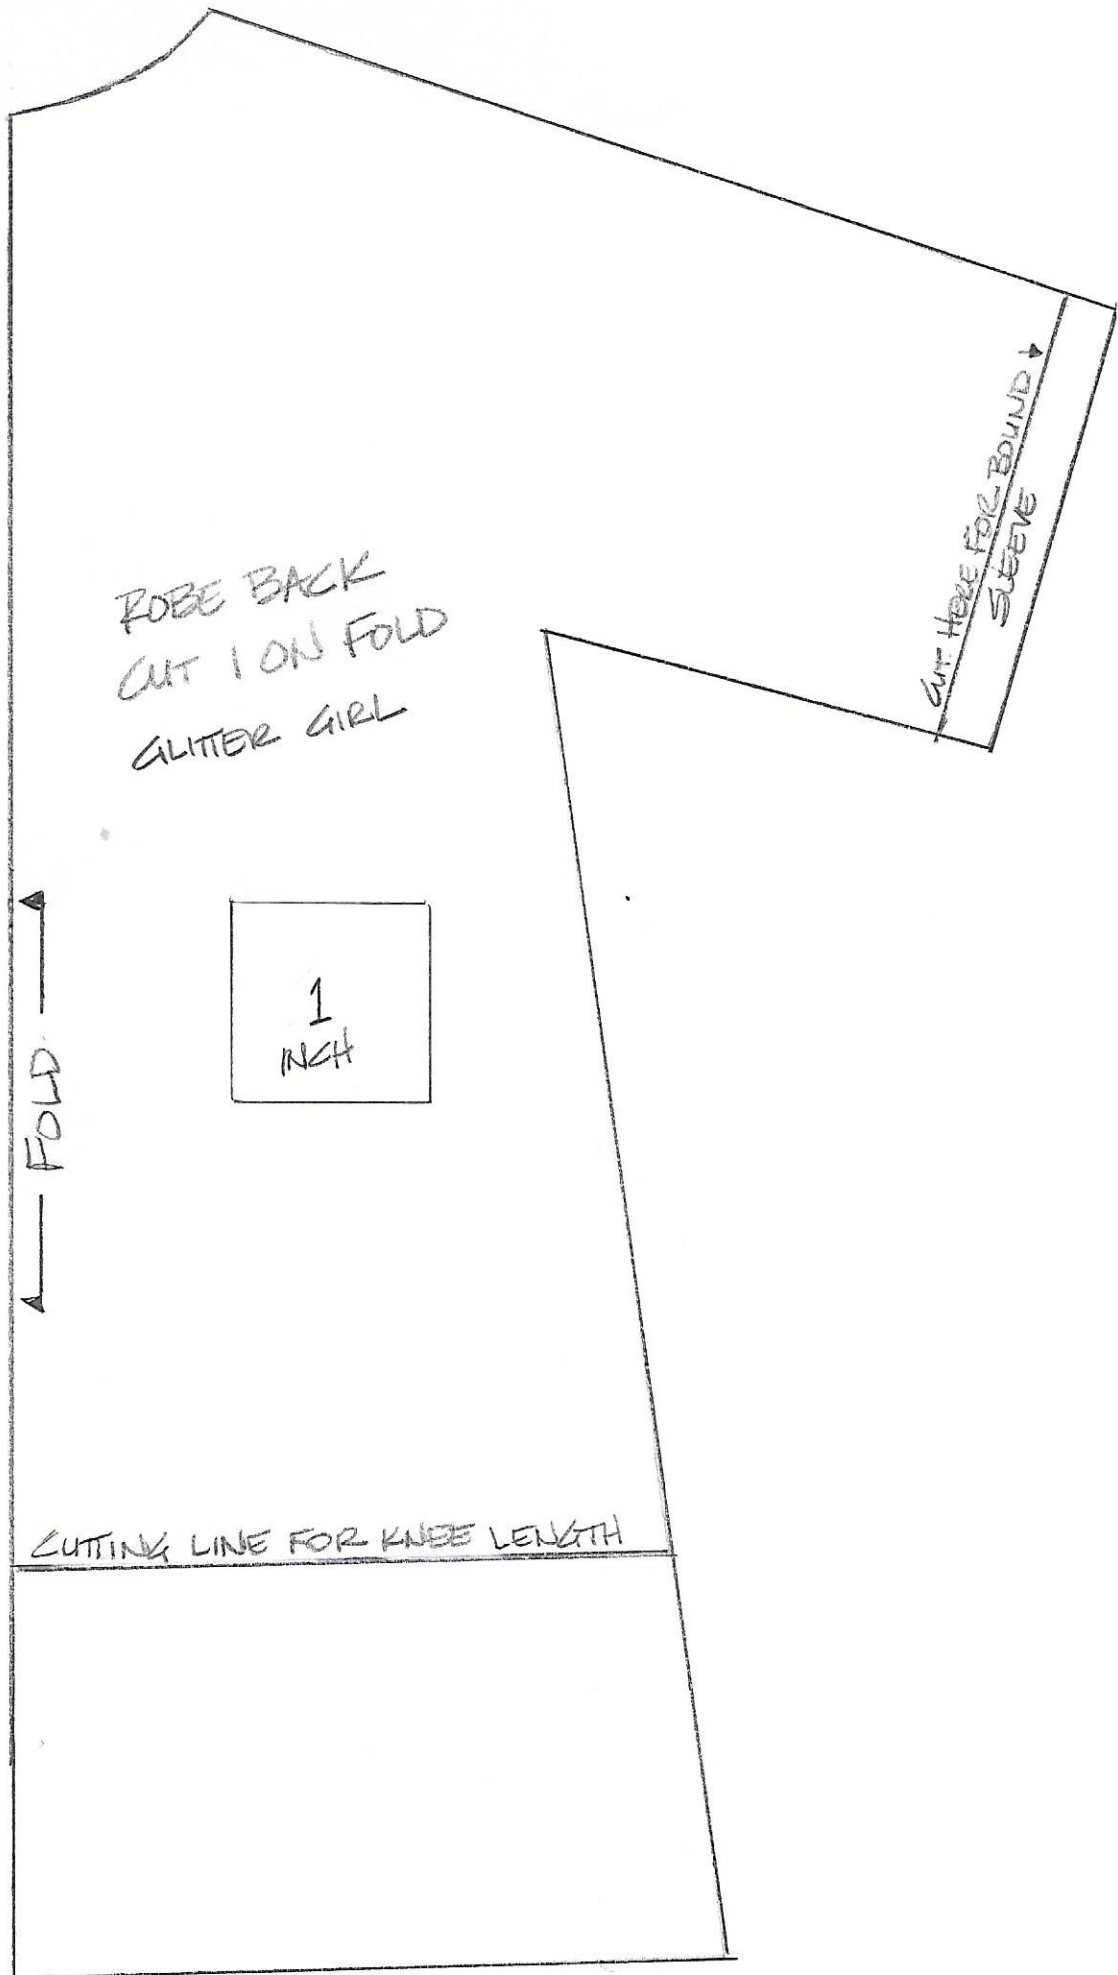 ROBE BACK
CUT 1 ON FOLD
GLITTER GIRL
CUT HERE FOR BOUND
SLEEVE
1
INCH
FOLD
CUTTING LINE FOR KNEE LENGTH